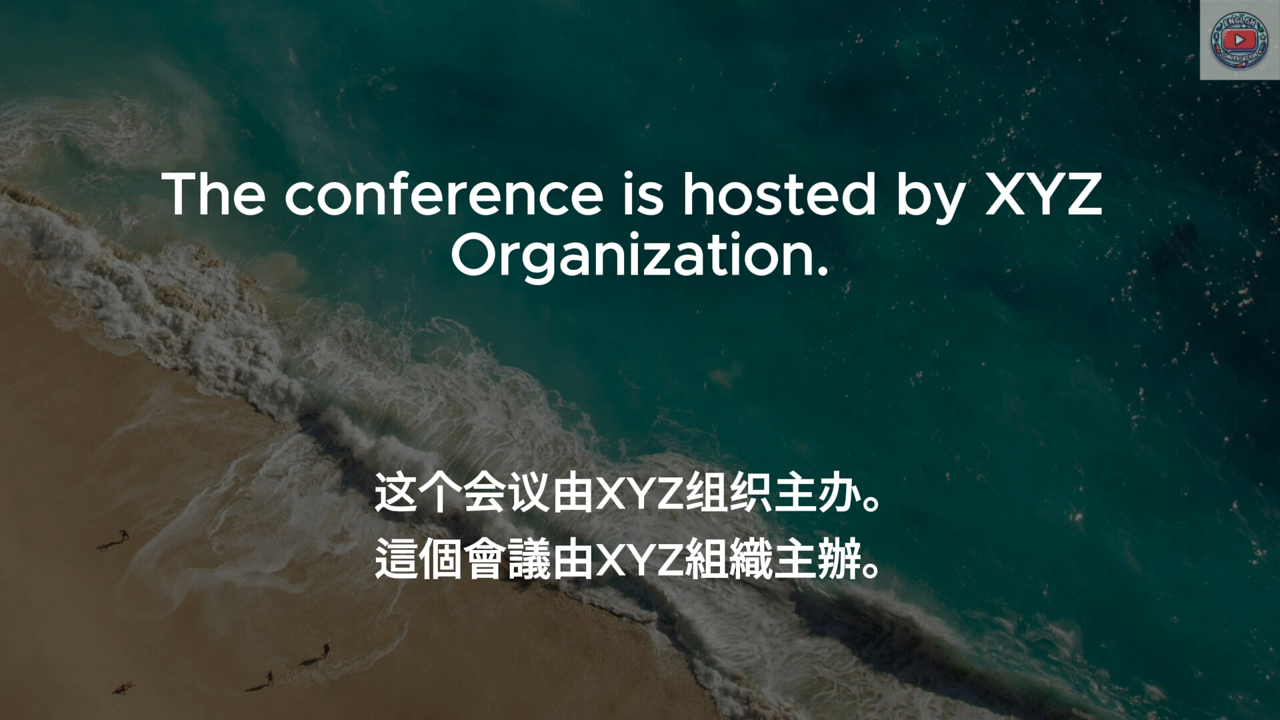 ENGLISH
The conference is hosted by XYZ
Organization.
这个会议由XYZ组织主办。
這個會議由XYZ組織主辦。